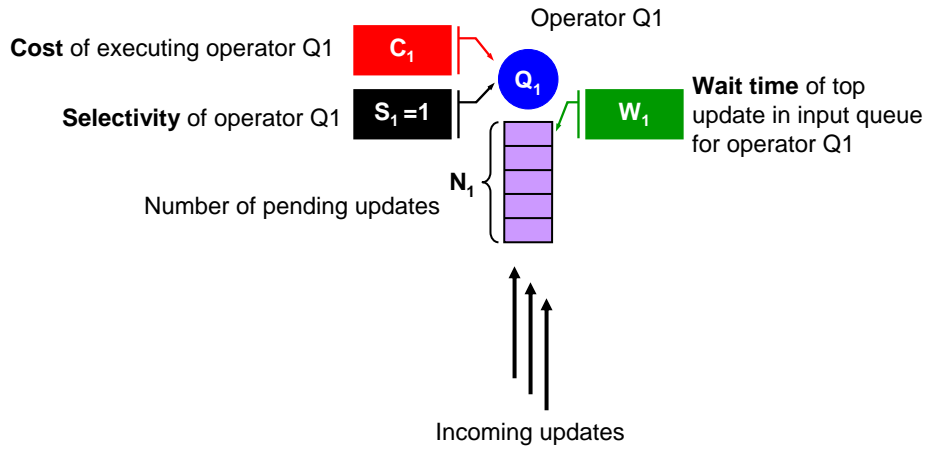 Operator Q1
Cost of executing operator Q1
C1
Q1
Selectivity of operator Q1
S1 =1
W1
Wait time of top
update in input queue
for operator Q1
N1
Number of pending updates
Incoming updates